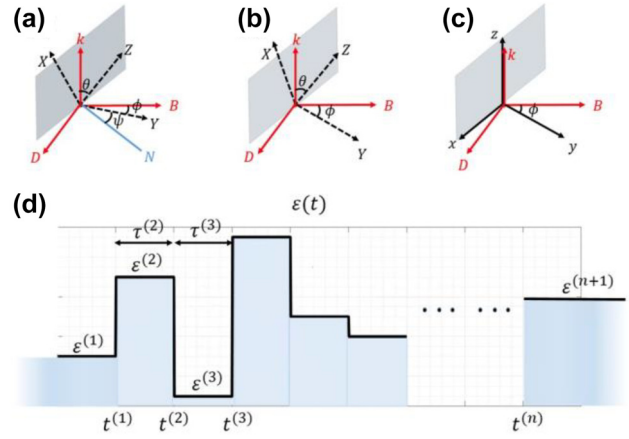 (a)
k
X
Z
θ
B
ϕ
Y
ψ
D
N
(b)
k
X
Z
θ
B
ϕ
D
Y
(c)
z
k
B
ϕ
x
D
y
(d)
ε(t)
τ⁽²⁾ τ⁽³⁾
ε⁽²⁾
ε⁽ⁿ⁺¹⁾
ε⁽¹⁾
ε⁽³⁾
t⁽¹⁾ t⁽²⁾ t⁽³⁾ t⁽ⁿ⁾